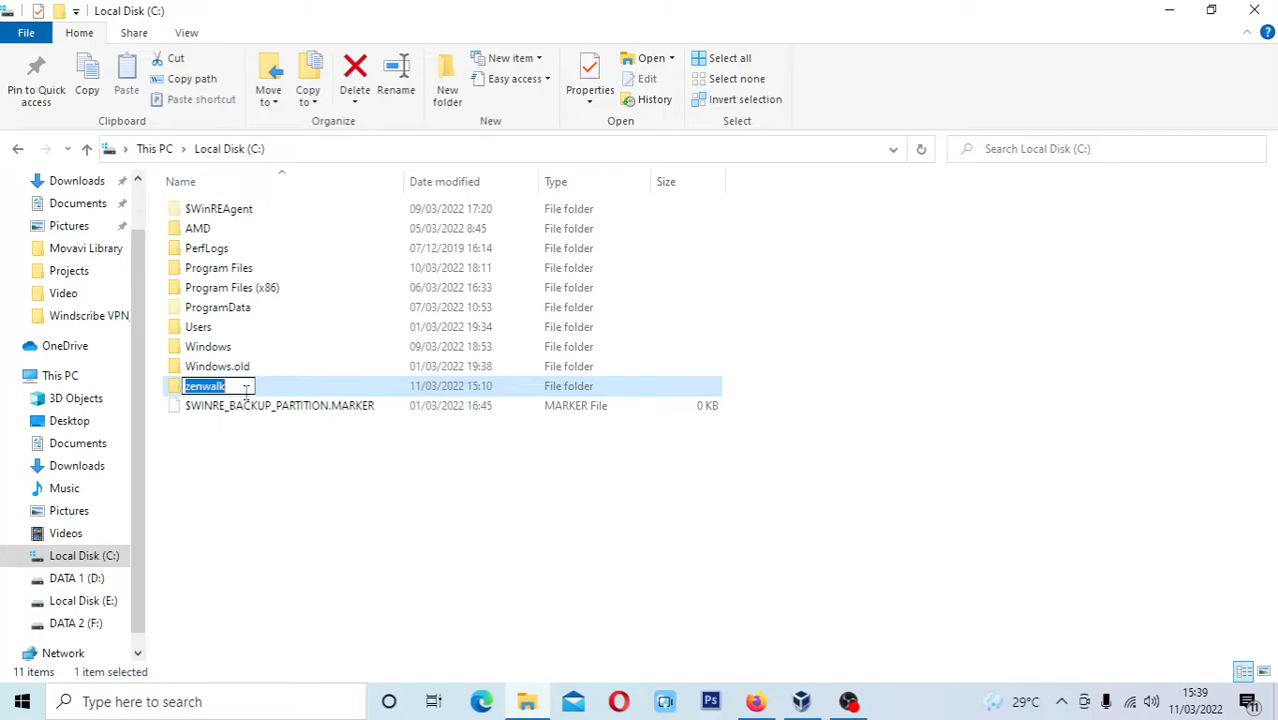 Local Disk (C:)
File
Home
Share
View
Pin to Quick access
Copy
Paste
Cut
Copy path
Paste shortcut
Clipboard
Move to
Copy to
Delete
Rename
Organize
New folder
New item
Easy access
New
Properties
Open
Edit
History
Open
Select all
Select none
Invert selection
Select
This PC
Local Disk (C:)
Search Local Disk (C:)
Name Date modified Type Size
$WinREAgent 09/03/2022 17:20 File folder
AMD 05/03/2022 8:45 File folder
PerfLogs 07/12/2019 16:14 File folder
Program Files 10/03/2022 18:11 File folder
Program Files (x86) 06/03/2022 16:33 File folder
ProgramData 07/03/2022 10:53 File folder
Users 01/03/2022 19:34 File folder
Windows 09/03/2022 18:53 File folder
Windows.old 01/03/2022 19:38 File folder
zenwalk 11/03/2022 15:10 File folder
$WINRE_BACKUP_PARTITION.MARKER 01/03/2022 16:45 MARKER File 0 KB
Downloads
Documents
Pictures
Movavi Library
Projects
Video
Windscribe VPN
OneDrive
This PC
3D Objects
Desktop
Documents
Downloads
Music
Pictures
Videos
Local Disk (C:)
DATA 1 (D:)
Local Disk (E:)
DATA 2 (F:)
Network
11 items 1 item selected
Type here to search
Ps
29°C
15:39
11/03/2022
11